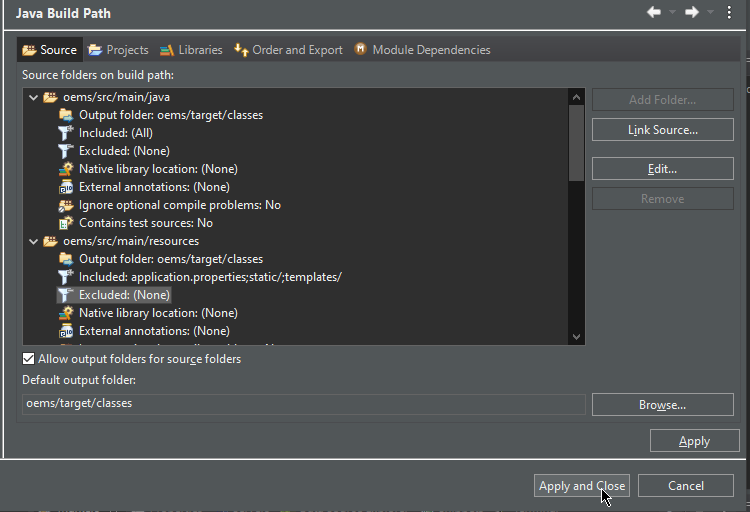 Java Build Path
Source
Projects
Libraries
Order and Export
Module Dependencies
Source folders on build path:
oems/src/main/java
Output folder: oems/target/classes
Included: (All)
Excluded: (None)
Native library location: (None)
External annotations: (None)
Ignore optional compile problems: No
Contains test sources: No
oems/src/main/resources
Output folder: oems/target/classes
Included: application.properties;static/;templates/
Excluded: (None)
Native library location: (None)
External annotations: (None)
Add Folder...
Link Source...
Edit...
Remove
Allow output folders for source folders
Default output folder:
oems/target/classes
Browse...
Apply
Apply and Close
Cancel